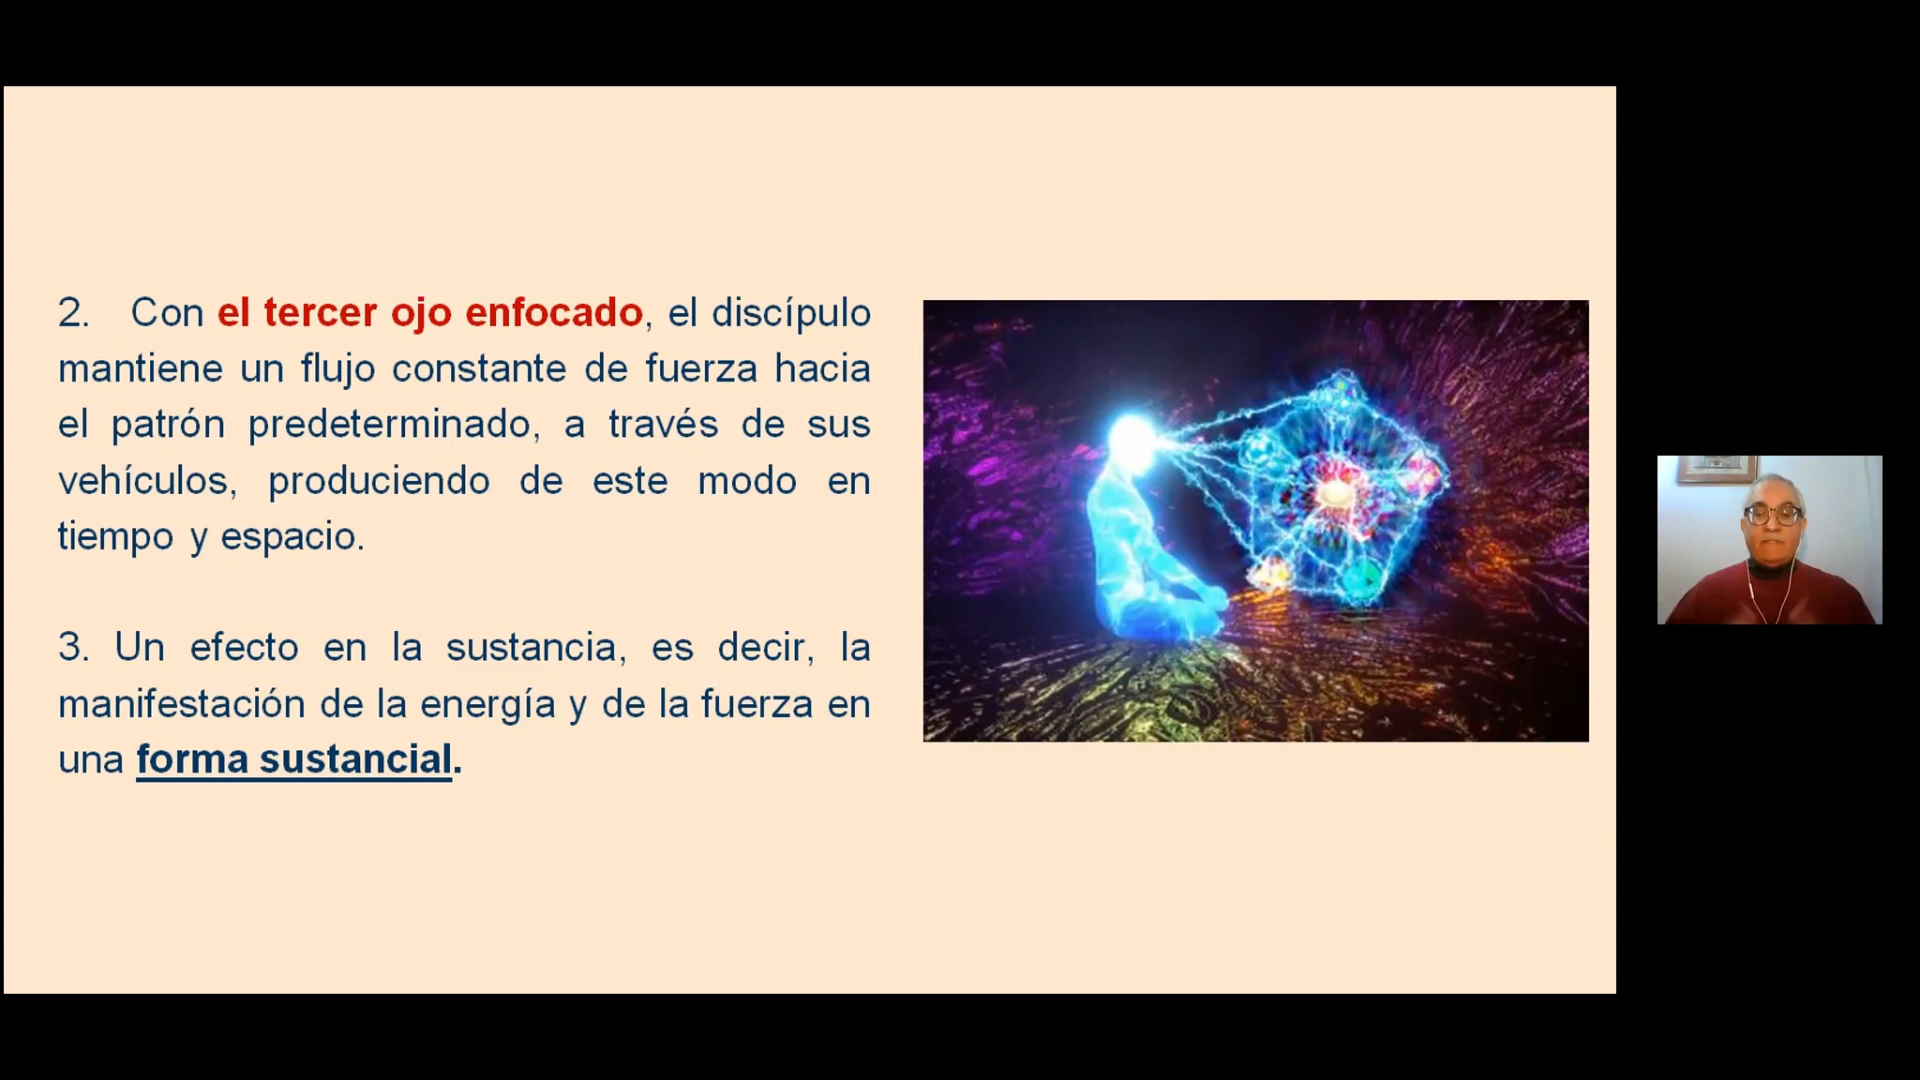 2. Con el tercer ojo enfocado, el discípulo
mantiene un flujo constante de fuerza hacia
el patrón predeterminado, a través de sus
vehículos, produciendo de este modo en
tiempo y espacio.
3. Un efecto en la sustancia, es decir, la
manifestación de la energía y de la fuerza en
una forma sustancial.